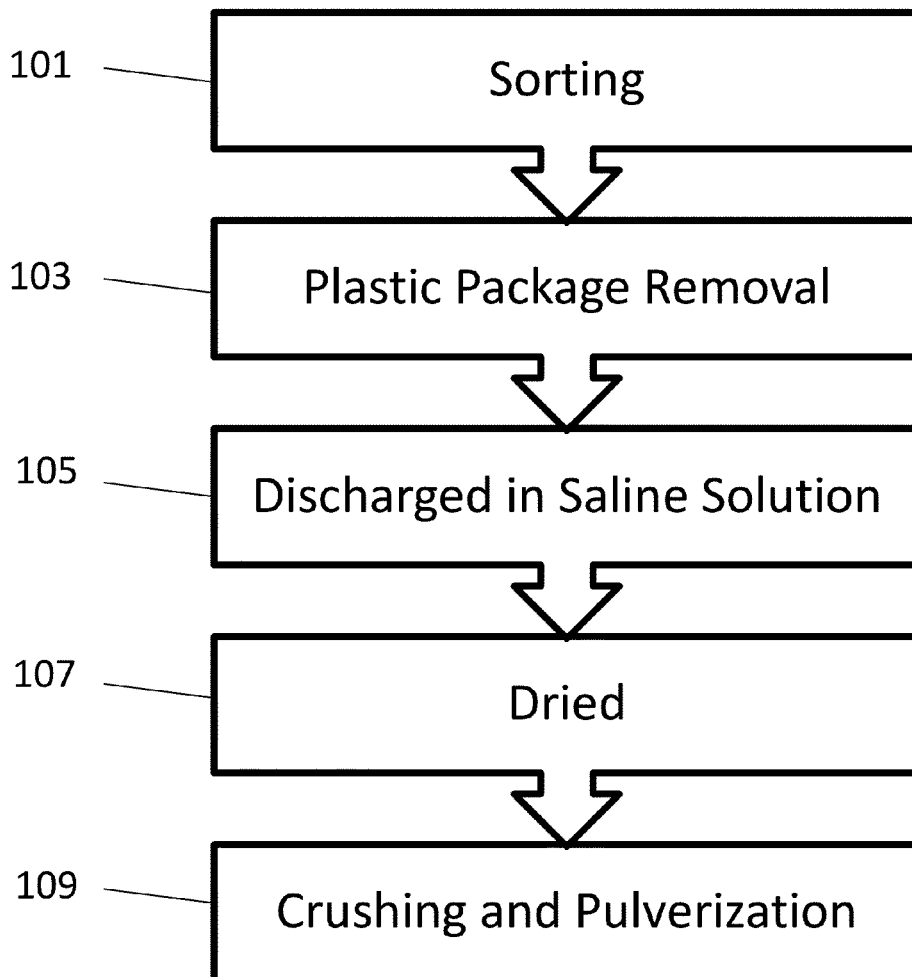 101
Sorting
103
Plastic Package Removal
105
Discharged in Saline Solution
107
Dried
109
Crushing and Pulverization